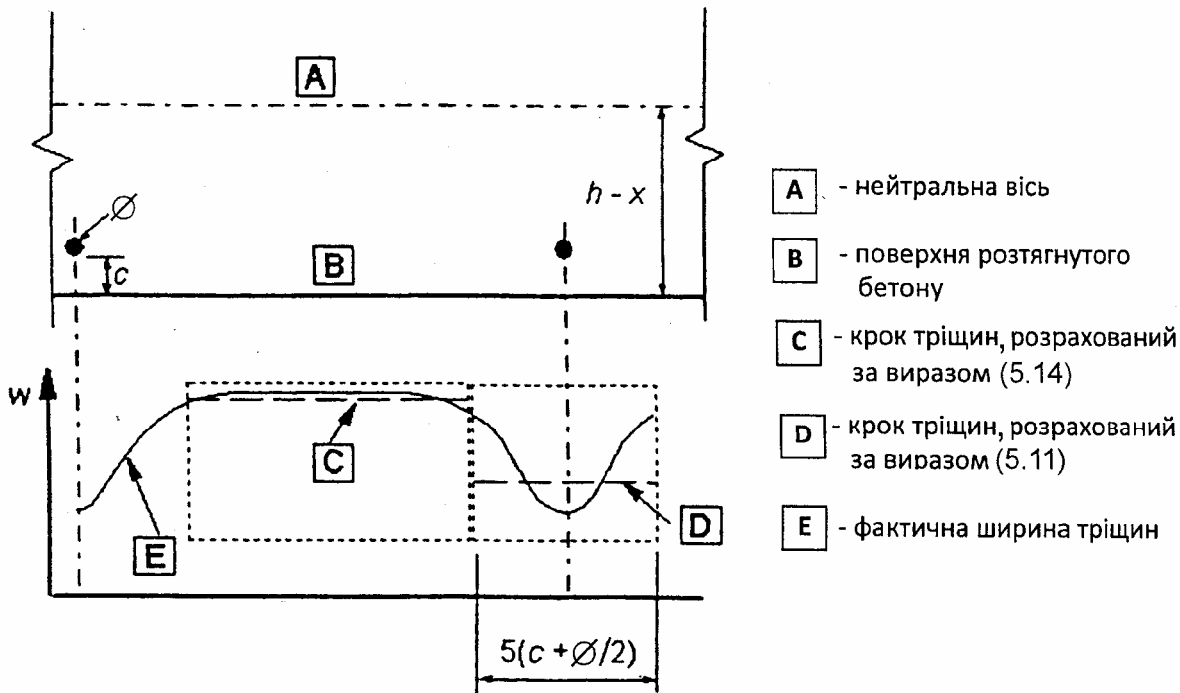 A
h - x
Ø
c
B
w
C
D
E
5(c + Ø/2)
A - нейтральна вісь
B - поверхня розтягнутого
бетону
C - крок тріщин, розрахований
за виразом (5.14)
D - крок тріщин, розрахований
за виразом (5.11)
E - фактична ширина тріщин